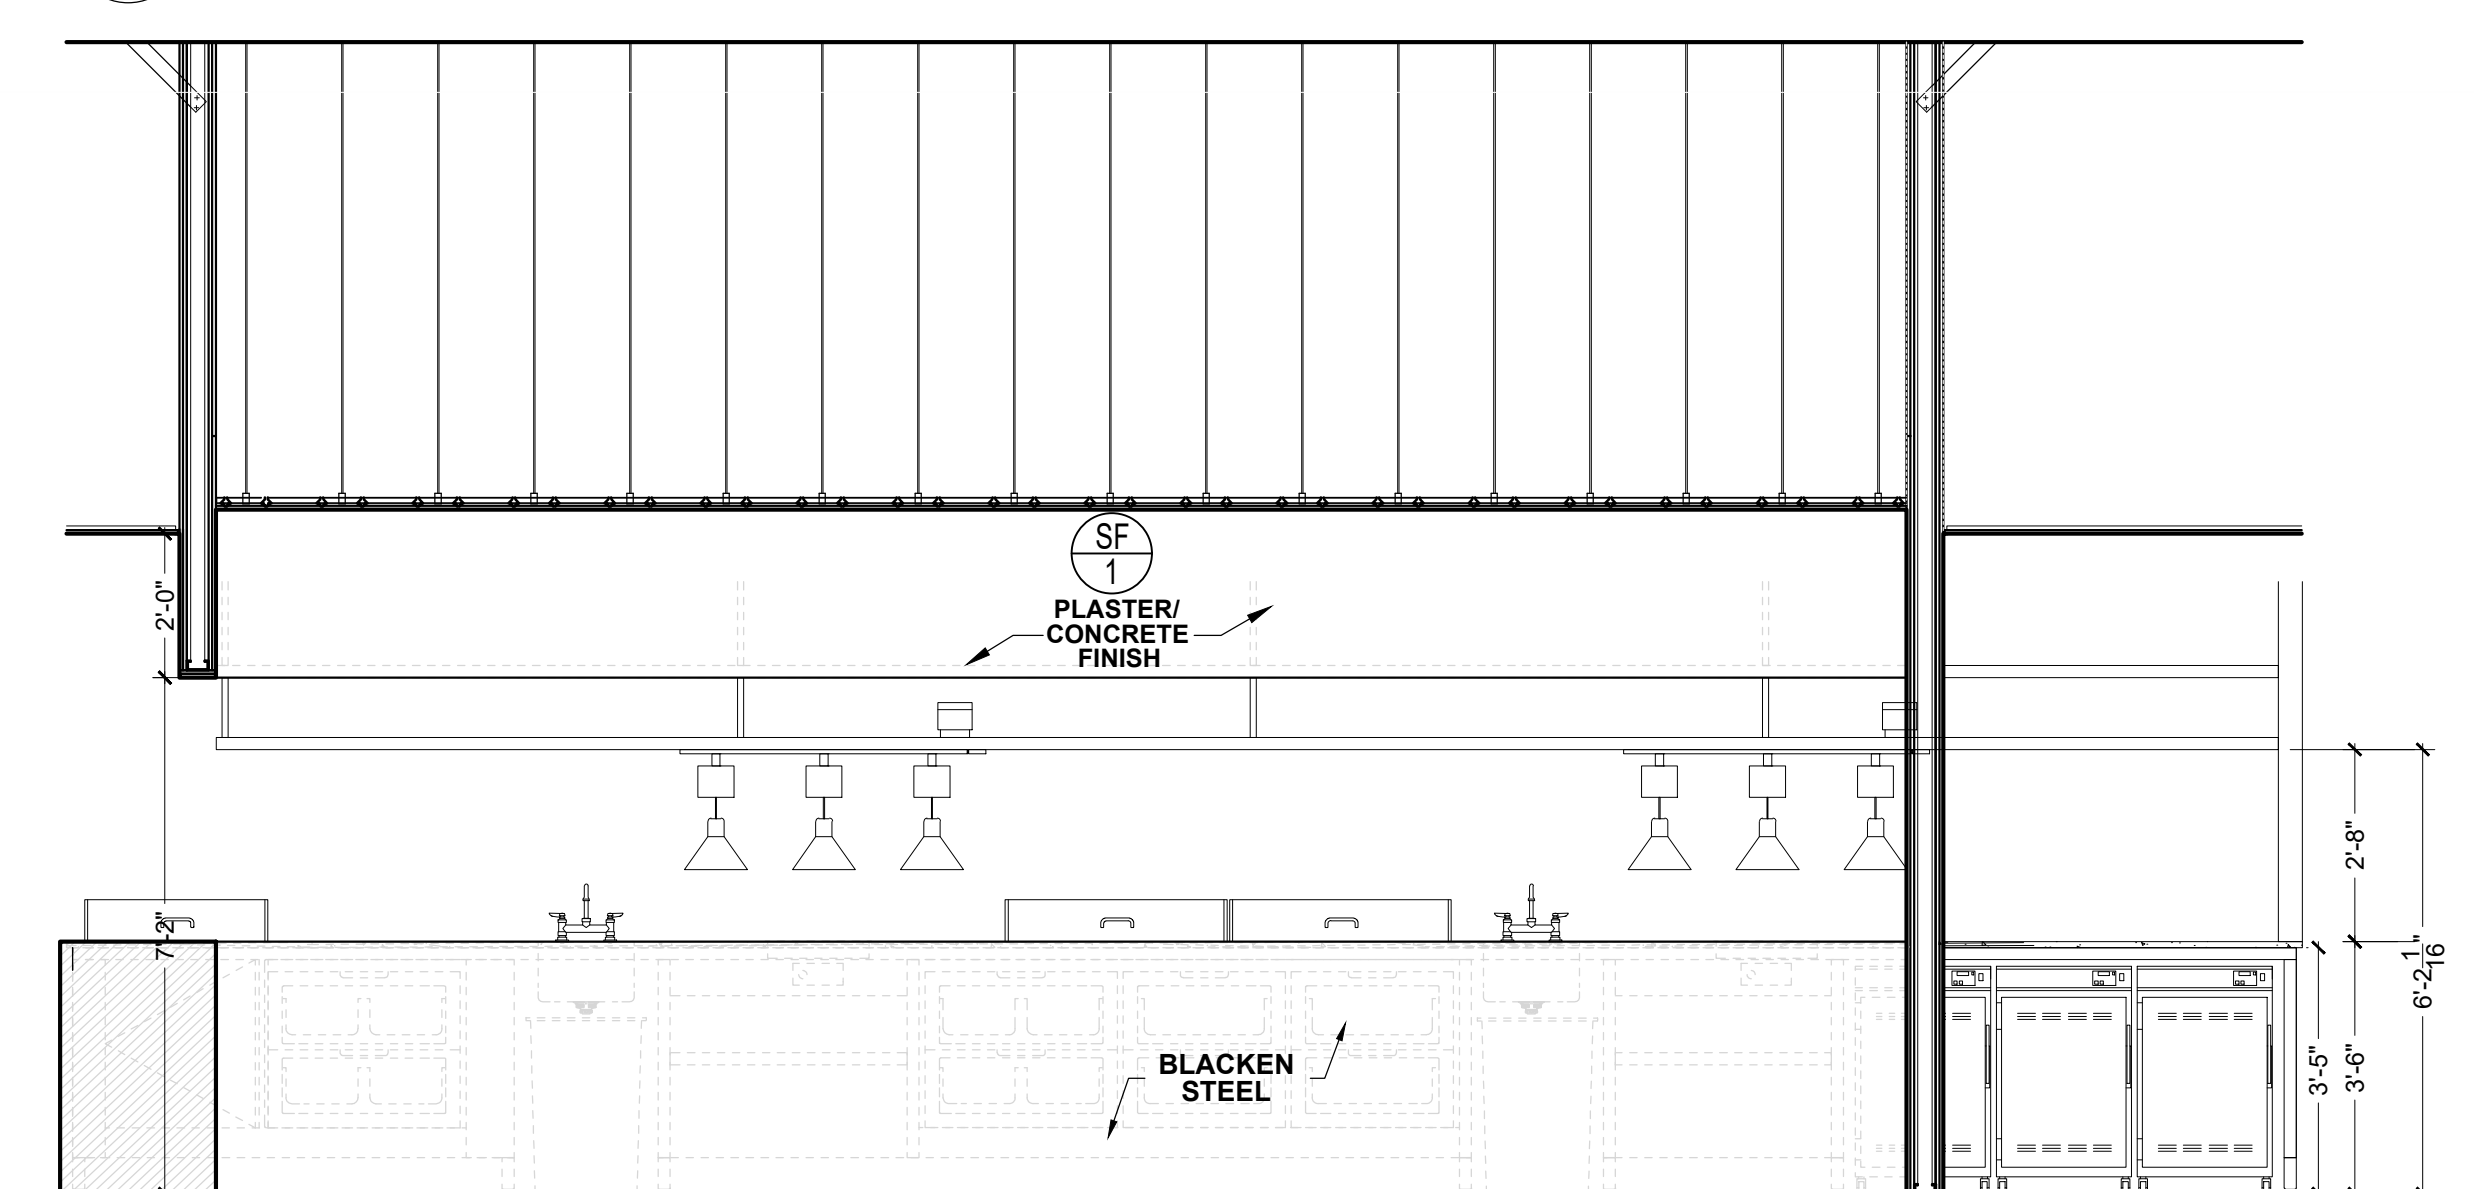 SF
1
PLASTER/
CONCRETE
FINISH
2'-0"
7'-2"
BLACKEN
STEEL
2'-8"
3'-5"
3'-6"
6'-2 1/16"